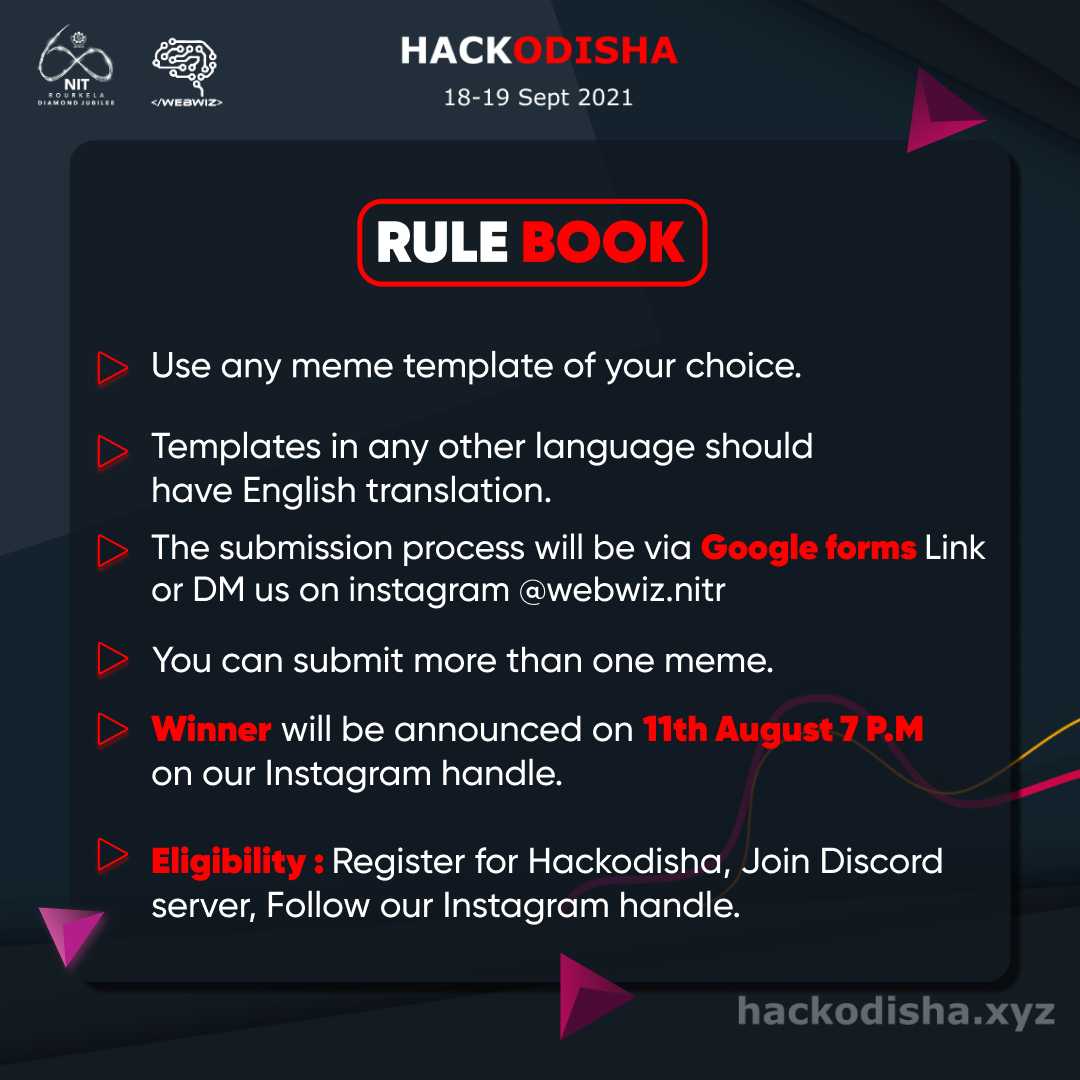 NIT
ROURKELA
DIAMOND JUBILEE
</WEBWIZ>
HACKODISHA
18-19 Sept 2021
RULE BOOK
Use any meme template of your choice.
Templates in any other language should
have English translation.
The submission process will be via Google forms Link
or DM us on instagram @webwiz.nitr
You can submit more than one meme.
Winner will be announced on 11th August 7 P.M
on our Instagram handle.
Eligibility : Register for Hackodisha, Join Discord
server, Follow our Instagram handle.
hackodisha.xyz